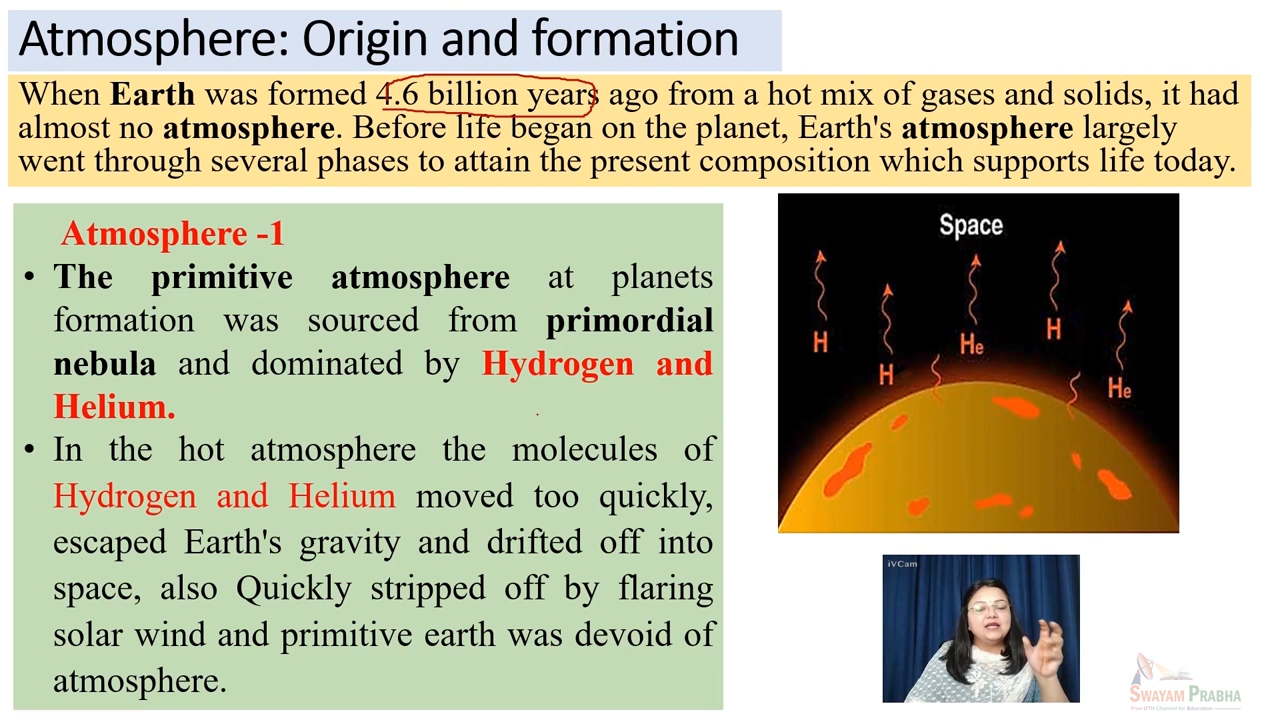 Atmosphere: Origin and formation
When Earth was formed 4.6 billion years ago from a hot mix of gases and solids, it had
almost no atmosphere. Before life began on the planet, Earth's atmosphere largely
went through several phases to attain the present composition which supports life today.
Atmosphere -1
• The primitive atmosphere at planets
formation was sourced from primordial
nebula and dominated by Hydrogen and
Helium.
• In the hot atmosphere the molecules of
Hydrogen and Helium moved too quickly,
escaped Earth's gravity and drifted off into
space, also Quickly stripped off by flaring
solar wind and primitive earth was devoid of
atmosphere.
Space
H
H
He
H
He
iVCam
SWAYAM PRABHA
Free DTH Channel for Education